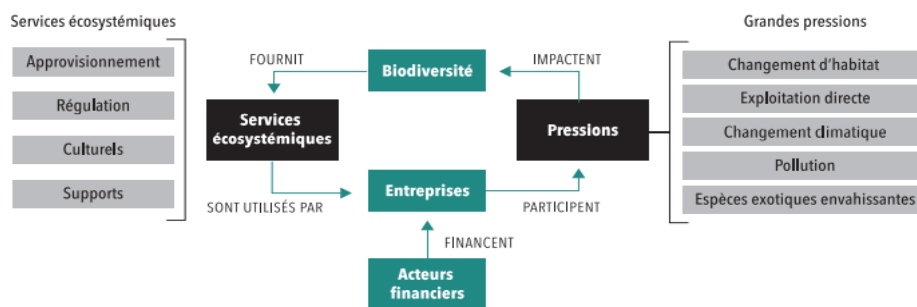 Services écosystémiques
Approvisionnement
Régulation
Culturels
Supports
FOURNIT
Biodiversité
IMPACTENT
Services
écosystémiques
Pressions
SONT UTILISÉS PAR
Entreprises
PARTICIPENT
FINANCENT
Acteurs
financiers
Grandes pressions
Changement d'habitat
Exploitation directe
Changement climatique
Pollution
Espèces exotiques envahissantes